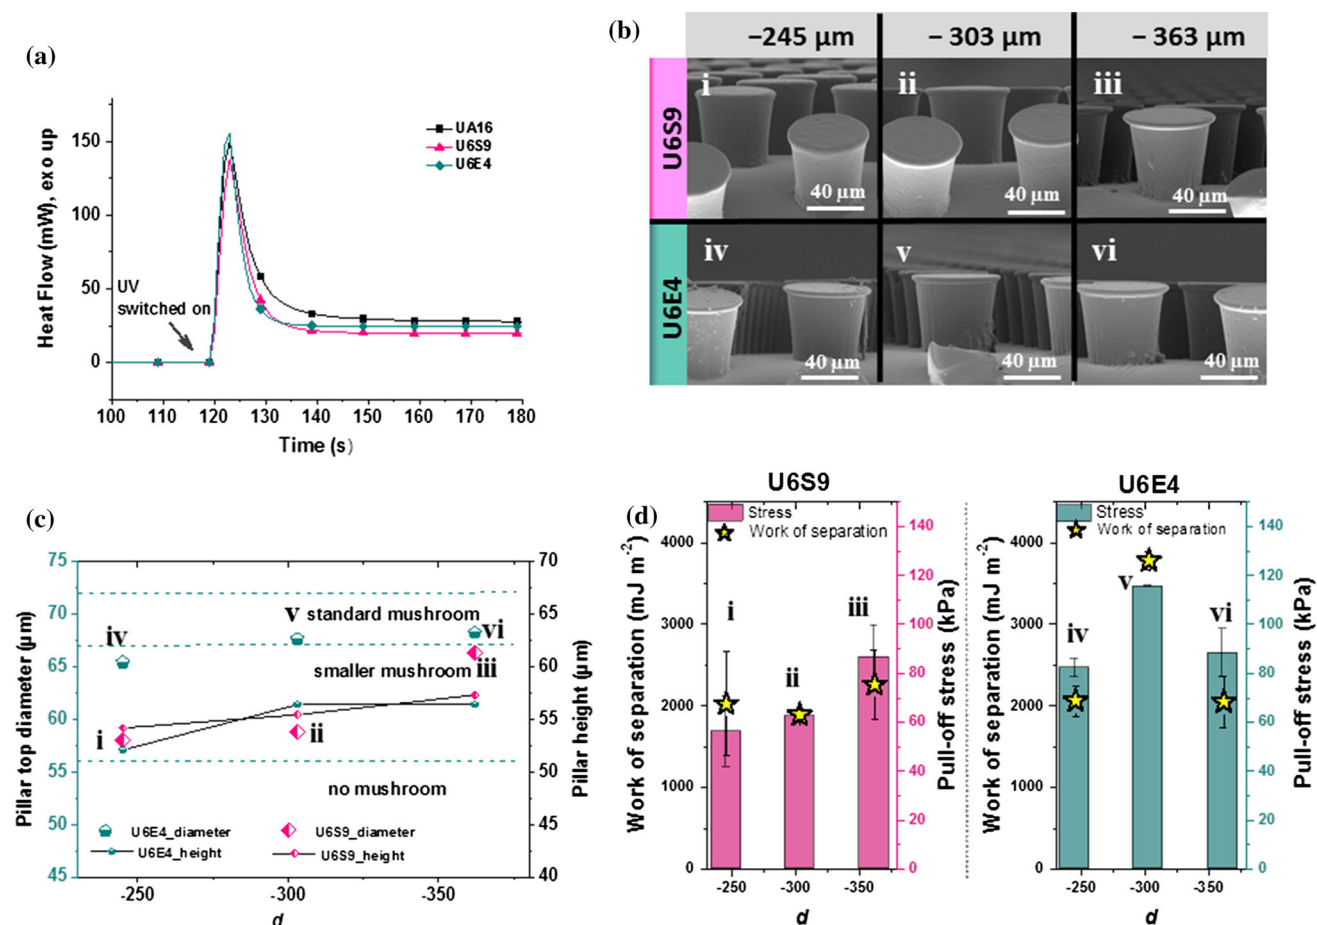 (a)
150
100
50
0
Heat Flow (mW), exo up
UA16
U6S9
U6E4
UV
switched on
100 110 120 130 140 150 160 170 180
Time (s)
(b)
−245 µm
− 303 µm
− 363 µm
U6S9
i
ii
iii
40 µm
40 µm
40 µm
U6E4
iv
v
vi
40 µm
40 µm
40 µm
(c)
75
70
65
60
55
50
45
Pillar top diameter (µm)
70
65
60
55
50
45
40
Pillar height (µm)
v standard mushroom
iv
vi
smaller mushroom iii
i
ii
no mushroom
U6E4_diameter
U6S9_diameter
U6E4_height
U6S9_height
-250 -300 -350
d
(d)
U6S9
Stress
Work of separation
4000
3000
2000
1000
0
Work of separation (mJ m-2)
140
120
100
80
60
40
20
0
Pull-off stress (kPa)
i
ii
iii
-250 -300 -350
d
U6E4
Stress
Work of separation
4000
3000
2000
1000
0
Work of separation (mJ m-2)
140
120
100
80
60
40
20
0
Pull-off stress (kPa)
iv
v
vi
-250 -300 -350
d